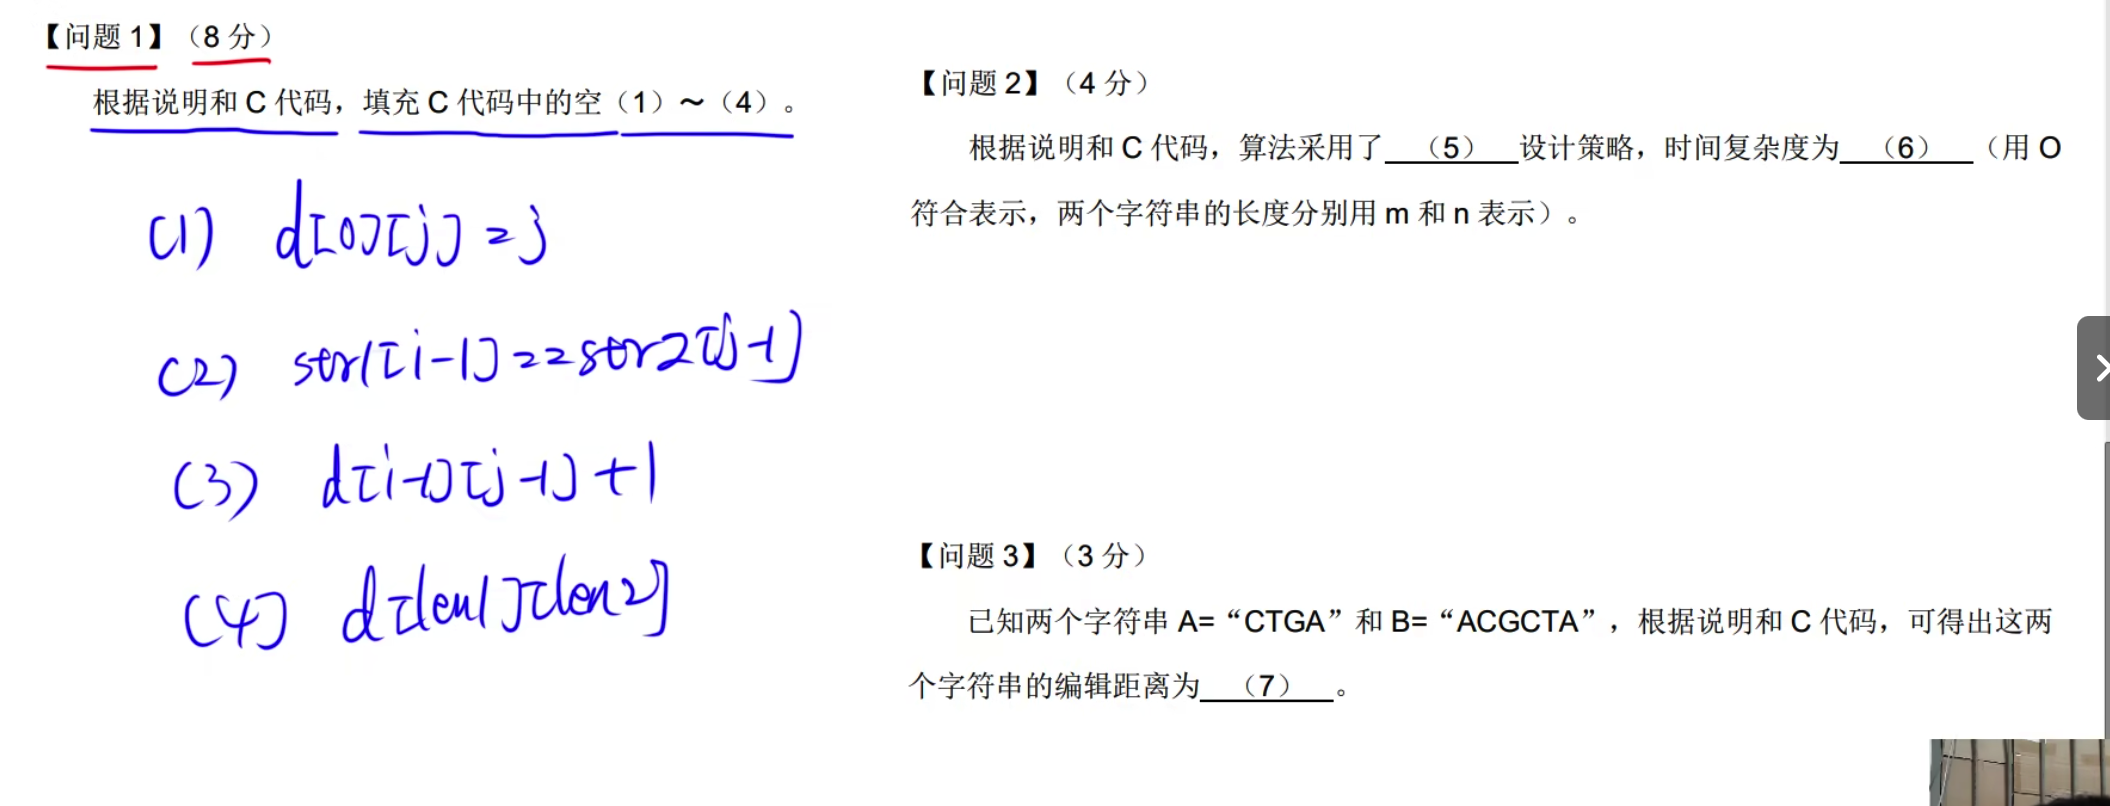 【问题 1】（8 分）
根据说明和 C 代码，填充 C 代码中的空（1）～（4）。
(1) d[0][j] = j
(2) str1[i-1] == str2[j-1]
(3) d[i-1][j-1] + 1
(4) d[len1][len2]
【问题 2】（4 分）
根据说明和 C 代码，算法采用了 （5） 设计策略，时间复杂度为 （6） （用 O
符合表示，两个字符串的长度分别用 m 和 n 表示）。
【问题 3】（3 分）
已知两个字符串 A=“CTGA”和 B=“ACGCTA”，根据说明和 C 代码，可得出这两
个字符串的编辑距离为 （7） 。